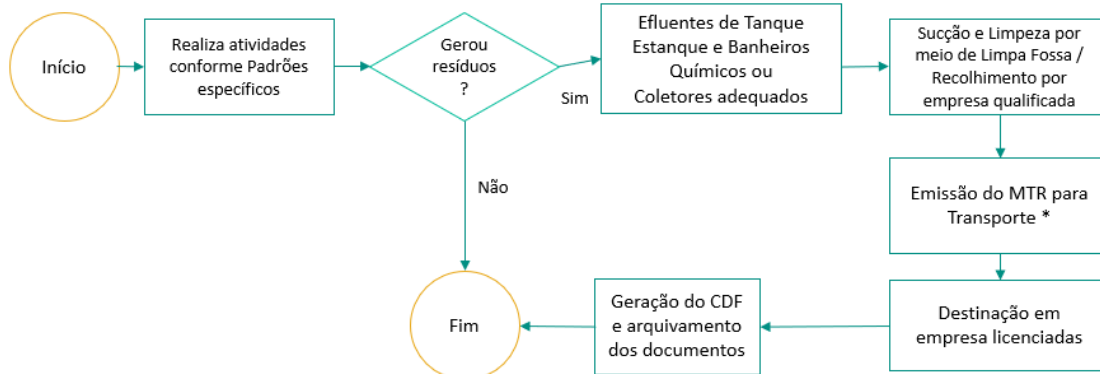 Início
Realiza atividades
conforme Padrões
específicos
Gerou
resíduos
?
Sim
Não
Efluentes de Tanque
Estanque e Banheiros
Químicos ou
Coletores adequados
Sucção e Limpeza por
meio de Limpa Fossa /
Recolhimento por
empresa qualificada
Emissão do MTR para
Transporte *
Destinação em
empresa licenciadas
Geração do CDF
e arquivamento
dos documentos
Fim